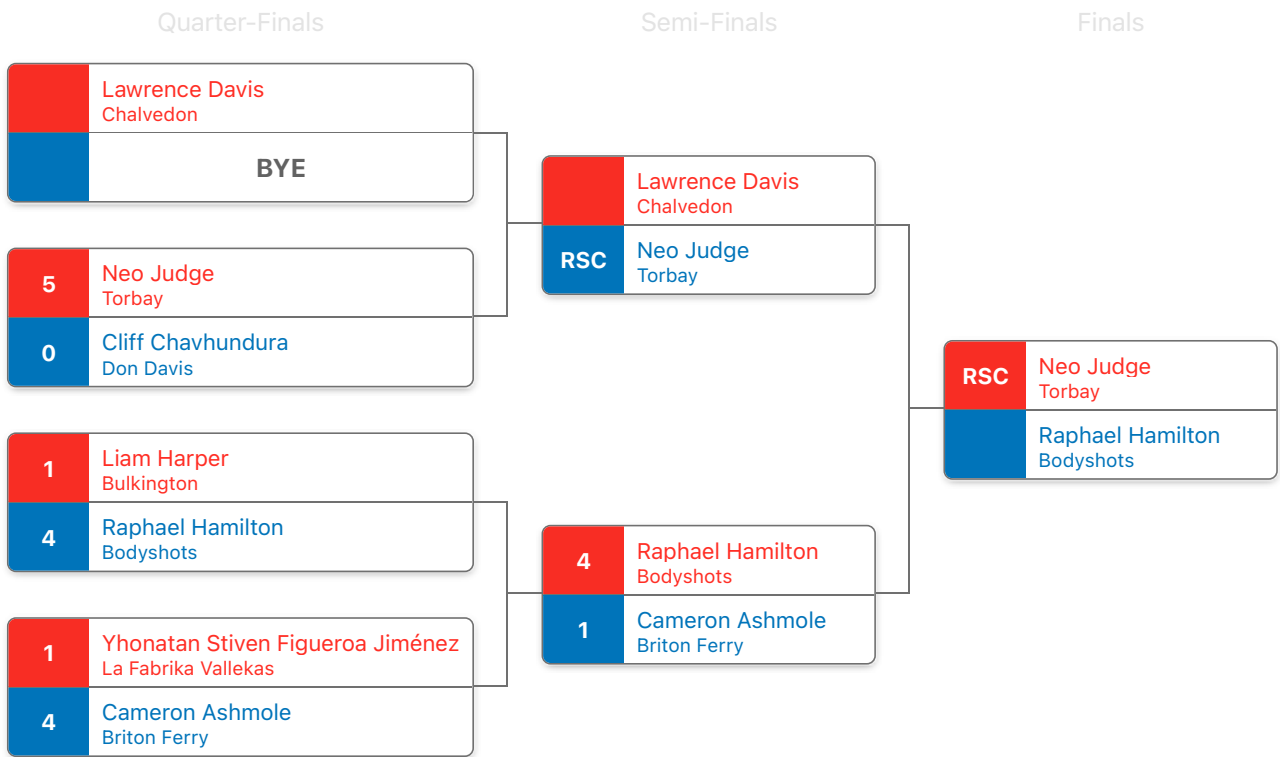 Quarter-Finals
Semi-Finals
Finals
Lawrence Davis
Chalvedon
BYE
5
Neo Judge
Torbay
0
Cliff Chavhundura
Don Davis
1
Liam Harper
Bulkington
4
Raphael Hamilton
Bodyshots
1
Yhonatan Stiven Figueroa Jiménez
La Fabrika Vallekas
4
Cameron Ashmole
Briton Ferry
Lawrence Davis
Chalvedon
RSC
Neo Judge
Torbay
4
Raphael Hamilton
Bodyshots
1
Cameron Ashmole
Briton Ferry
RSC
Neo Judge
Torbay
Raphael Hamilton
Bodyshots